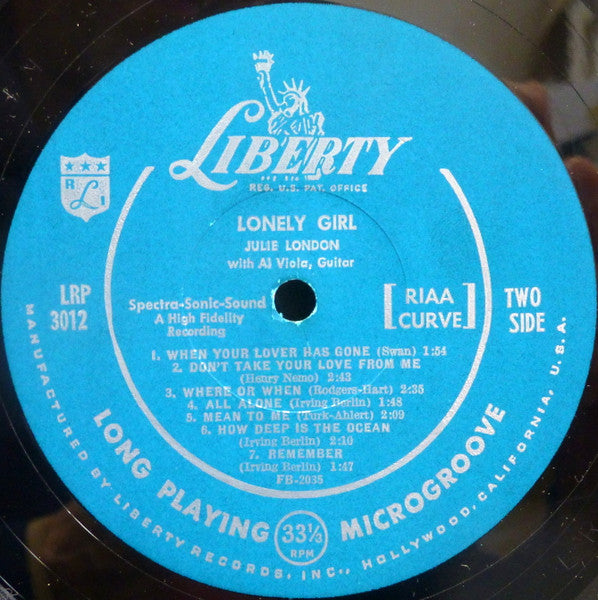 LIBERTY
REG. U.S. PAT. OFFICE
R L I
LONELY GIRL
JULIE LONDON
with Al Viola, Guitar
LRP
3012
Spectra-Sonic-Sound
A High Fidelity
Recording
[RIAA
CURVE]
TWO
SIDE
1. WHEN YOUR LOVER HAS GONE (Swan) 1:54
2. DON'T TAKE YOUR LOVE FROM ME
(Henry Nemo) 2:43
3. WHERE OR WHEN (Rodgers-Hart) 2:35
4. ALL ALONE (Irving Berlin) 1:48
5. MEAN TO ME (Turk-Ahlert) 2:09
6. HOW DEEP IS THE OCEAN
(Irving Berlin) 2:10
7. REMEMBER
(Irving Berlin) 1:47
FB-2035
LONG PLAYING 33⅓ RPM MICROGROOVE
MANUFACTURED BY LIBERTY RECORDS, INC., HOLLYWOOD, CALIFORNIA, U.S.A.